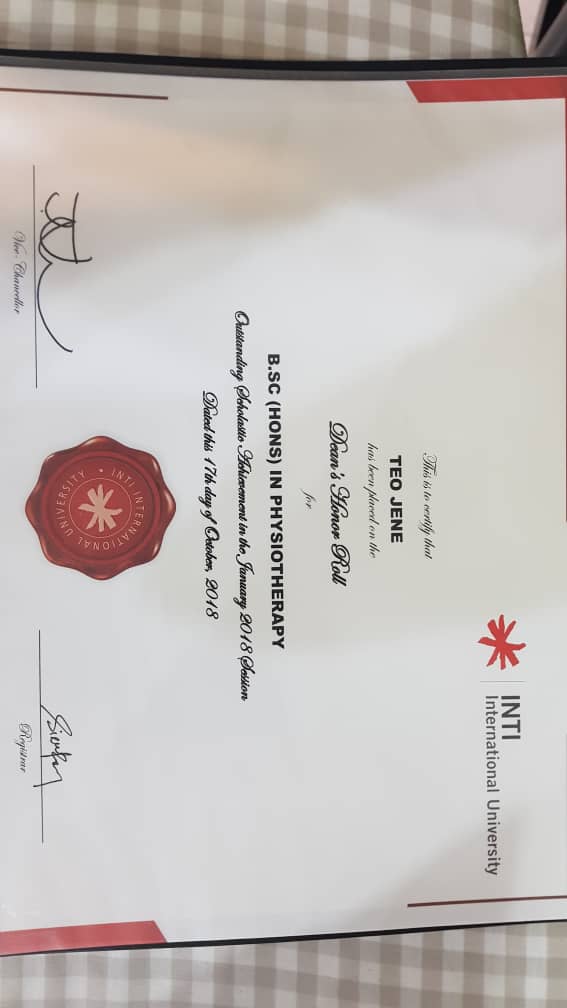 INTI
International University
This is to certify that
TEO JENE
has been placed on the
Dean's Honor Roll
for
B.SC (HONS) IN PHYSIOTHERAPY
Outstanding Scholastic Achievement in the January 2018 Session
Dated this 17th day of October, 2018
Vice-Chancellor
INTI INTERNATIONAL UNIVERSITY •
Registrar